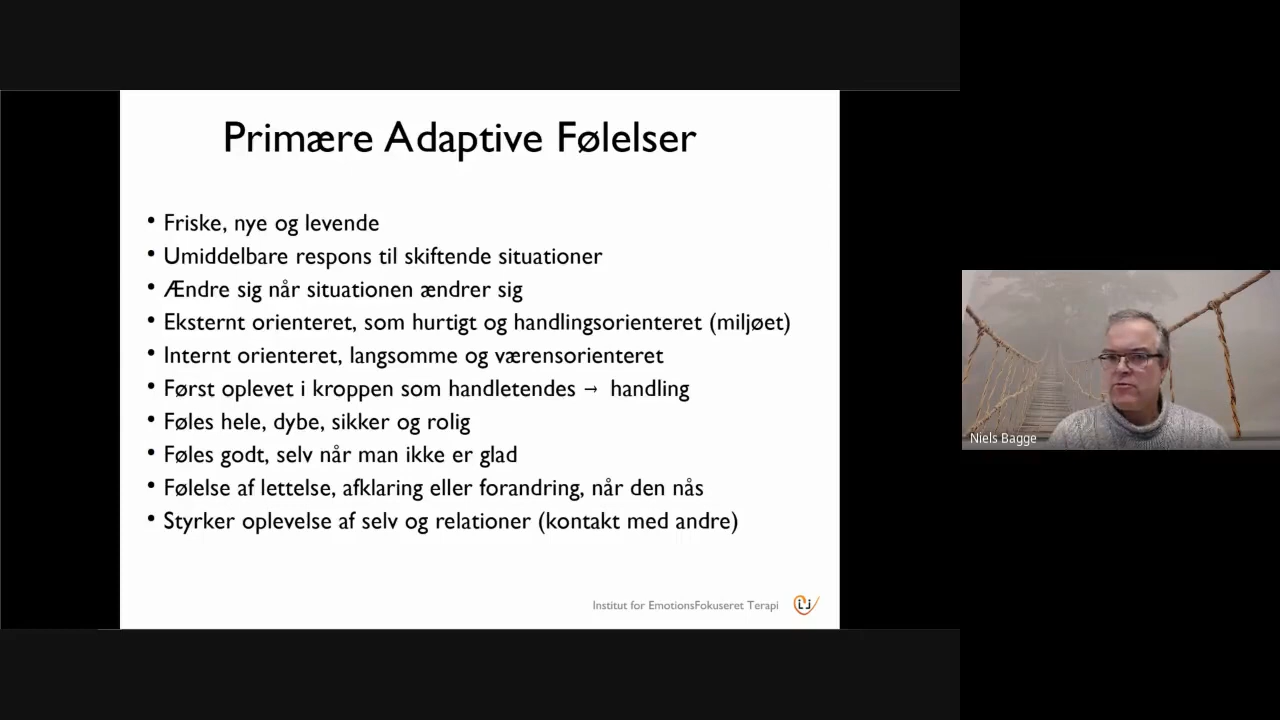 Primære Adaptive Følelser
• Friske, nye og levende
• Umiddelbare respons til skiftende situationer
• Ændre sig når situationen ændrer sig
• Eksternt orienteret, som hurtigt og handlingsorienteret (miljøet)
• Internt orienteret, langsomme og værensorienteret
• Først oplevet i kroppen som handletendes → handling
• Føles hele, dybe, sikker og rolig
• Føles godt, selv når man ikke er glad
• Følelse af lettelse, afklaring eller forandring, når den nås
• Styrker oplevelse af selv og relationer (kontakt med andre)
Institut for EmotionsFokuseret Terapi
Niels Bagge